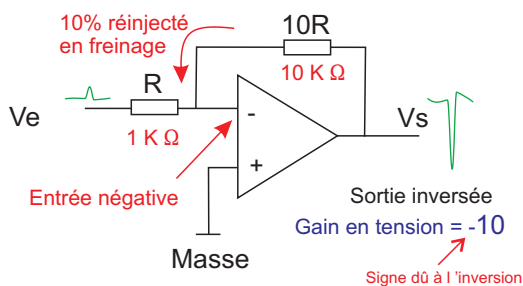 10% réinjecté
en freinage
10R
10 K Ω
R
Ve
1 K Ω
-
+
Vs
Entrée négative
Masse
Sortie inversée
Gain en tension = -10
Signe dû à l 'inversion